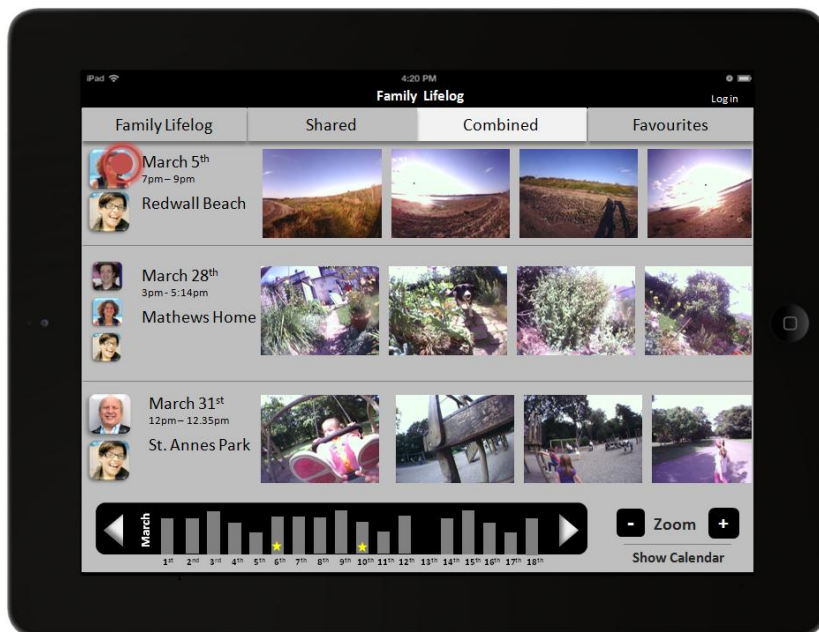 iPad 4:20 PM
Family Lifelog
Log in
Family Lifelog Shared Combined Favourites
March 5th
7pm – 9pm
Redwall Beach
March 28th
3pm - 5:14pm
Mathews Home
March 31st
12pm – 12.35pm
St. Annes Park
March
1st 2nd 3rd 4th 5th 6th 7th 8th 9th 10th 11th 12th 13th 14th 15th 16th 17th 18th
- Zoom +
Show Calendar